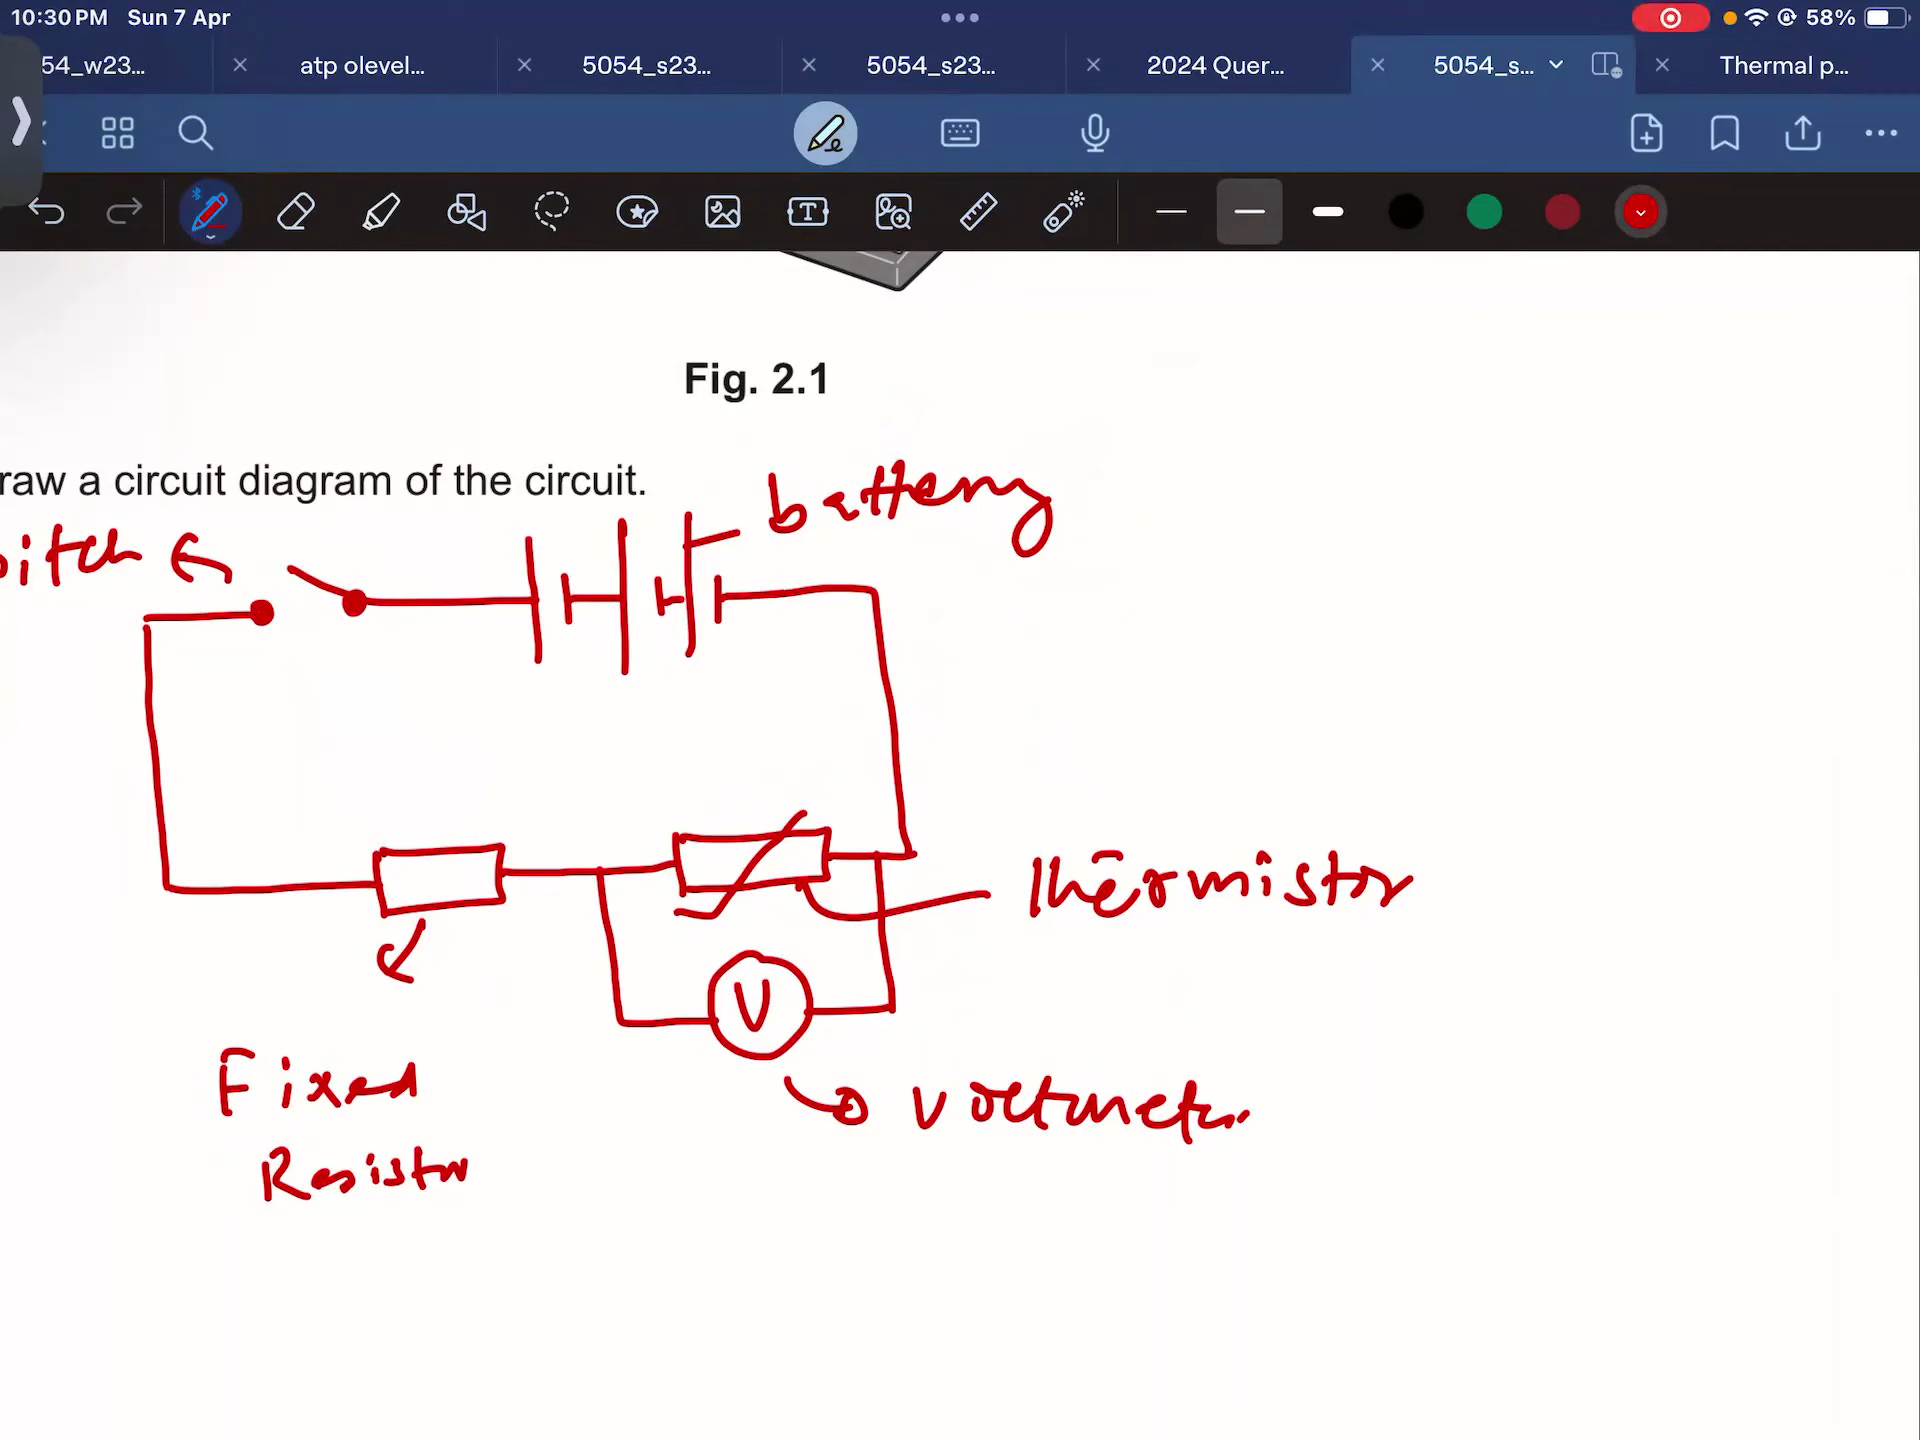 10:30 PM Sun 7 Apr
58%
54_w23...
atp olevel...
5054_s23...
5054_s23...
2024 Quer...
5054_s...
Thermal p...
Fig. 2.1
raw a circuit diagram of the circuit.
battery
itch
Thermistor
V
Voltmeter
Fixed
Resistor